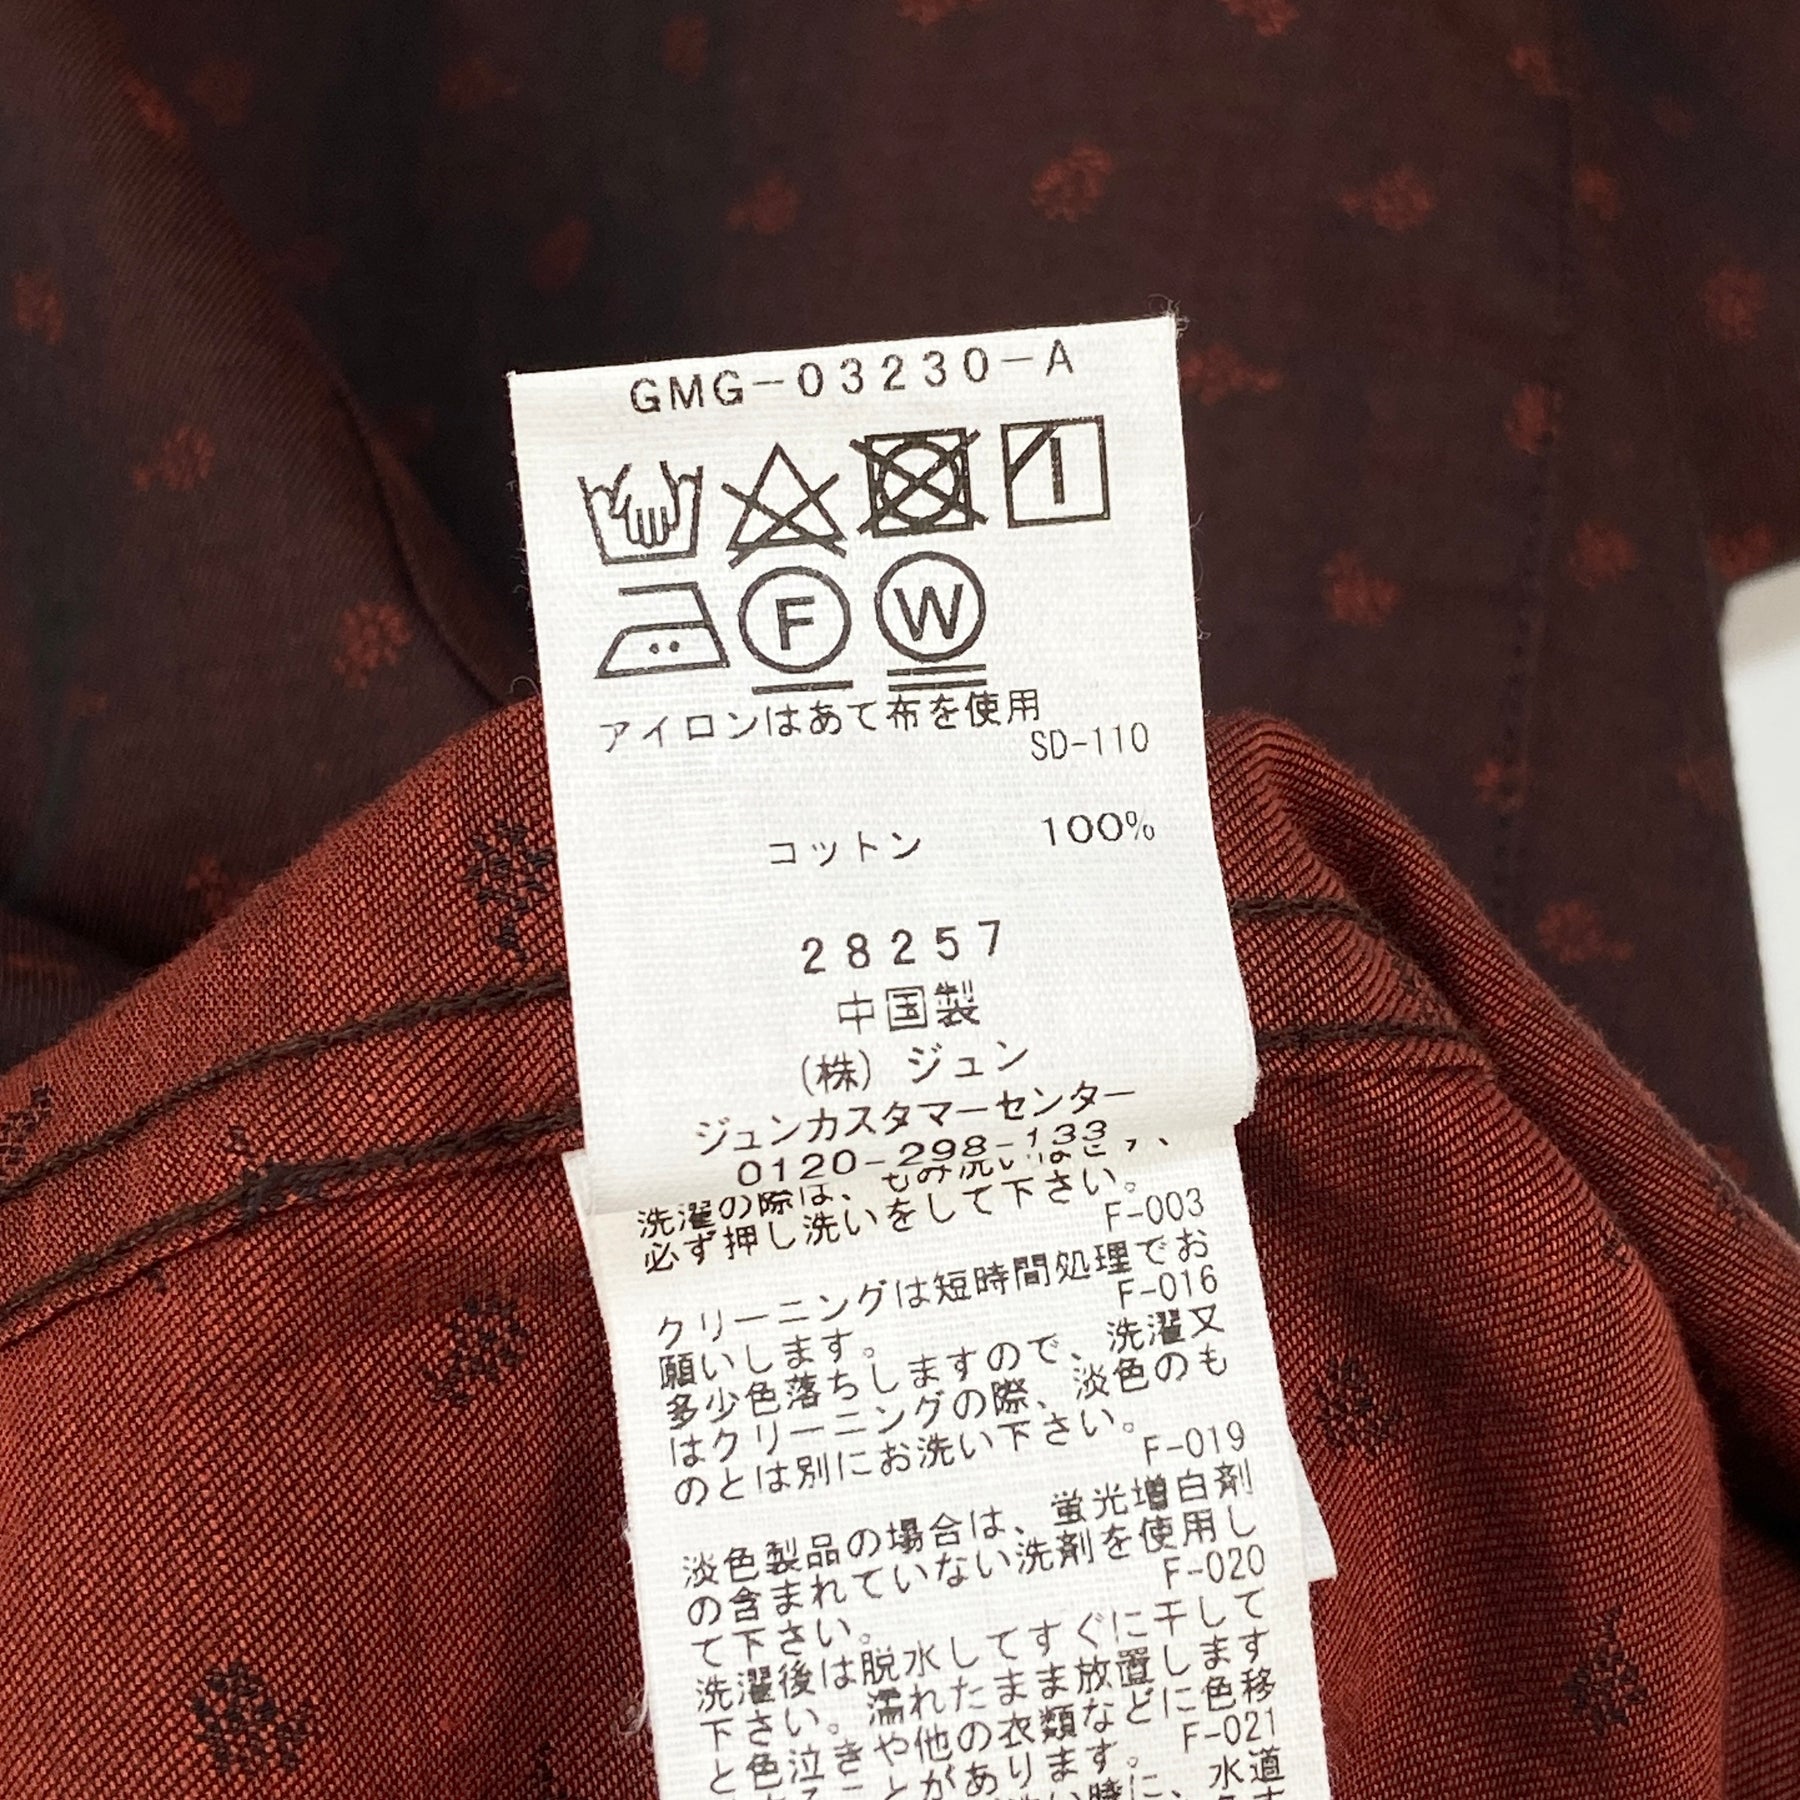 GMG-03230-A
F W
アイロンはあて布を使用
SD-110
コットン 100%
28257
中国製
(株) ジュン
ジュンカスタマーセンター
0120-298-133
洗濯の際は、もみ洗いはさけ、
必ず押し洗いをして下さい。
F-003
クリーニングは短時間処理でお
願いします。
F-016
多少色落ちしますので、洗濯又
はクリーニングの際、淡色のも
のとは別にお洗い下さい。
F-019
淡色製品の場合は、蛍光増白剤
の含まれていない洗剤を使用し
て下さい。
F-020
洗濯後は脱水してすぐに干して
下さい。濡れたまま放置します
と色泣きや他の衣類などに色移
F-021
水道